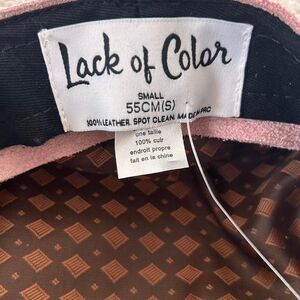 Lack of Color
SMALL
55CM(S)
100% LEATHER. SPOT CLEAN. MADE IN PRC
une taille
100% cuir
endroit propre
fait en la chine